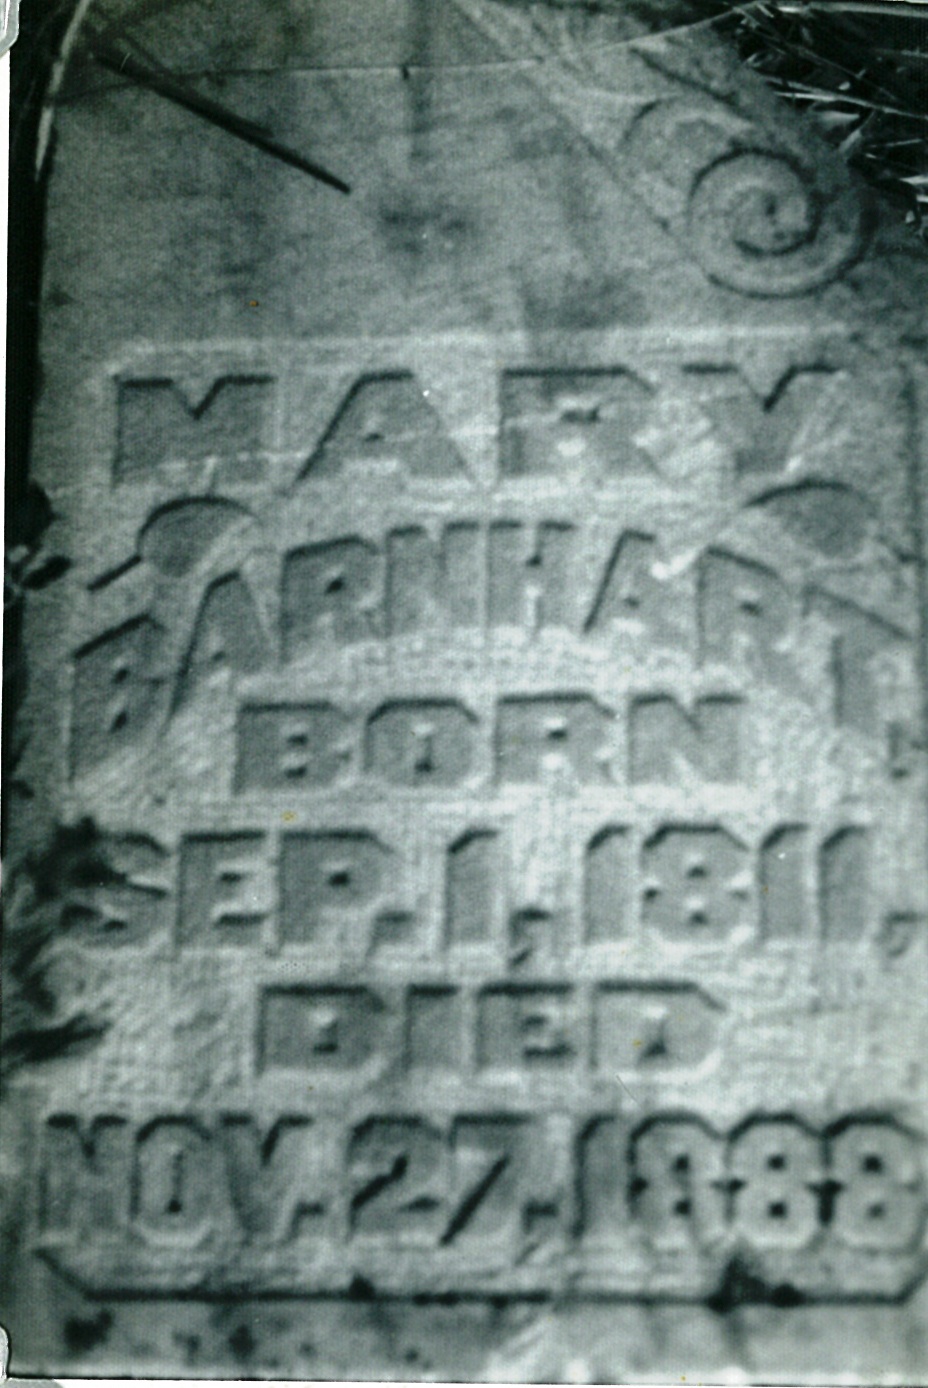 MARY
BARNHART.
BORN
SEP. 1, 1811,
DIED
NOV. 27. 1888